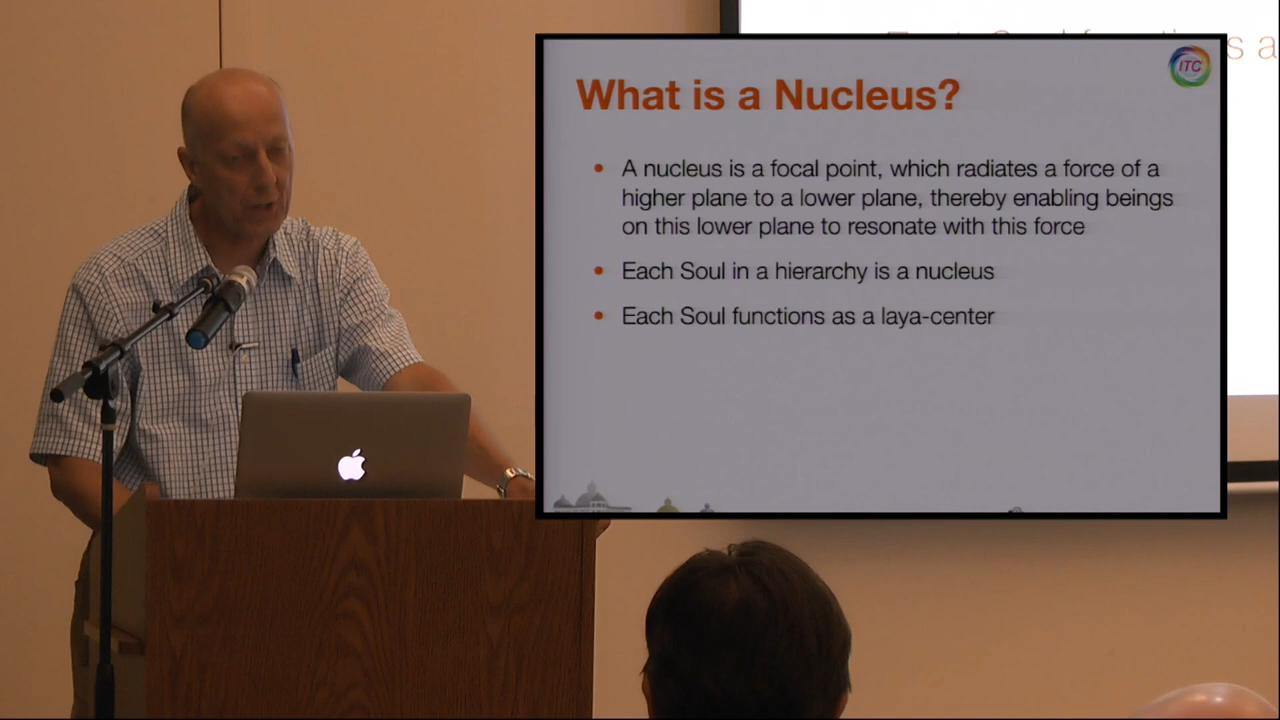 ITC
What is a Nucleus?
• A nucleus is a focal point, which radiates a force of a
higher plane to a lower plane, thereby enabling beings
on this lower plane to resonate with this force
• Each Soul in a hierarchy is a nucleus
• Each Soul functions as a laya-center